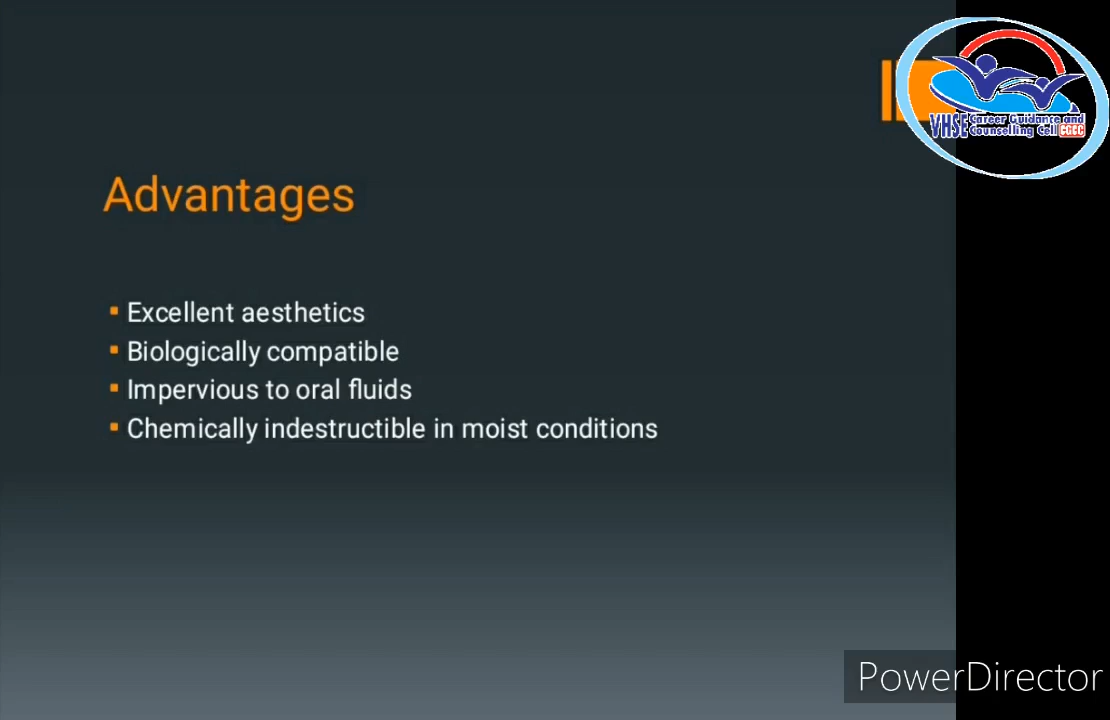 VHSE Career Guidance and
Counselling Cell CGCC
Advantages
Excellent aesthetics
Biologically compatible
Impervious to oral fluids
Chemically indestructible in moist conditions
PowerDirector